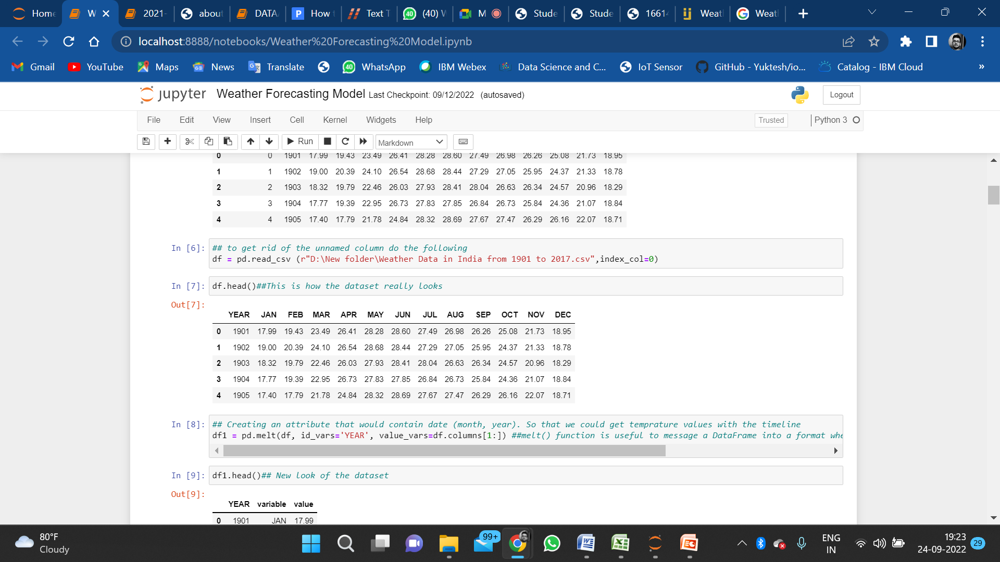 Home
W
2021-
about
DATA
How t
Text T
(40) W
M
Stude
Stude
1661
Weat
Weat
localhost:8888/notebooks/Weather%20Forecasting%20Model.ipynb
Gmail YouTube Maps News Translate WhatsApp IBM Webex Data Science and C... IoT Sensor GitHub - Yuktesh/io... Catalog - IBM Cloud »
jupyter Weather Forecasting Model Last Checkpoint: 09/12/2022 (autosaved) Logout
File Edit View Insert Cell Kernel Widgets Help Trusted Python 3
Run Markdown
0 0 1901 17.99 19.43 23.49 26.41 28.28 28.60 27.49 26.98 26.26 25.08 21.73 18.95
1 1 1902 19.00 20.39 24.10 26.54 28.68 28.44 27.29 27.05 25.95 24.37 21.33 18.78
2 2 1903 18.32 19.79 22.46 26.03 27.93 28.41 28.04 26.63 26.34 24.57 20.96 18.29
3 3 1904 17.77 19.39 22.95 26.73 27.83 27.85 26.84 26.73 25.84 24.36 21.07 18.84
4 4 1905 17.40 17.79 21.78 24.84 28.32 28.69 27.67 27.47 26.29 26.16 22.07 18.71
In [6]: ## to get rid of the unnamed column do the following
df = pd.read_csv (r"D:\New folder\Weather Data in India from 1901 to 2017.csv",index_col=0)
In [7]: df.head()##This is how the dataset really looks
Out[7]:
YEAR JAN FEB MAR APR MAY JUN JUL AUG SEP OCT NOV DEC
0 1901 17.99 19.43 23.49 26.41 28.28 28.60 27.49 26.98 26.26 25.08 21.73 18.95
1 1902 19.00 20.39 24.10 26.54 28.68 28.44 27.29 27.05 25.95 24.37 21.33 18.78
2 1903 18.32 19.79 22.46 26.03 27.93 28.41 28.04 26.63 26.34 24.57 20.96 18.29
3 1904 17.77 19.39 22.95 26.73 27.83 27.85 26.84 26.73 25.84 24.36 21.07 18.84
4 1905 17.40 17.79 21.78 24.84 28.32 28.69 27.67 27.47 26.29 26.16 22.07 18.71
In [8]: ## Creating an attribute that would contain date (month, year). So that we could get temprature values with the timeline
df1 = pd.melt(df, id_vars='YEAR', value_vars=df.columns[1:]) ##melt() function is useful to message a DataFrame into a format whe
In [9]: df1.head()## New look of the dataset
Out[9]:
YEAR variable value
0 1901 JAN 17.99
80°F
Cloudy
99+
ENG
IN
19:23
24-09-2022
29